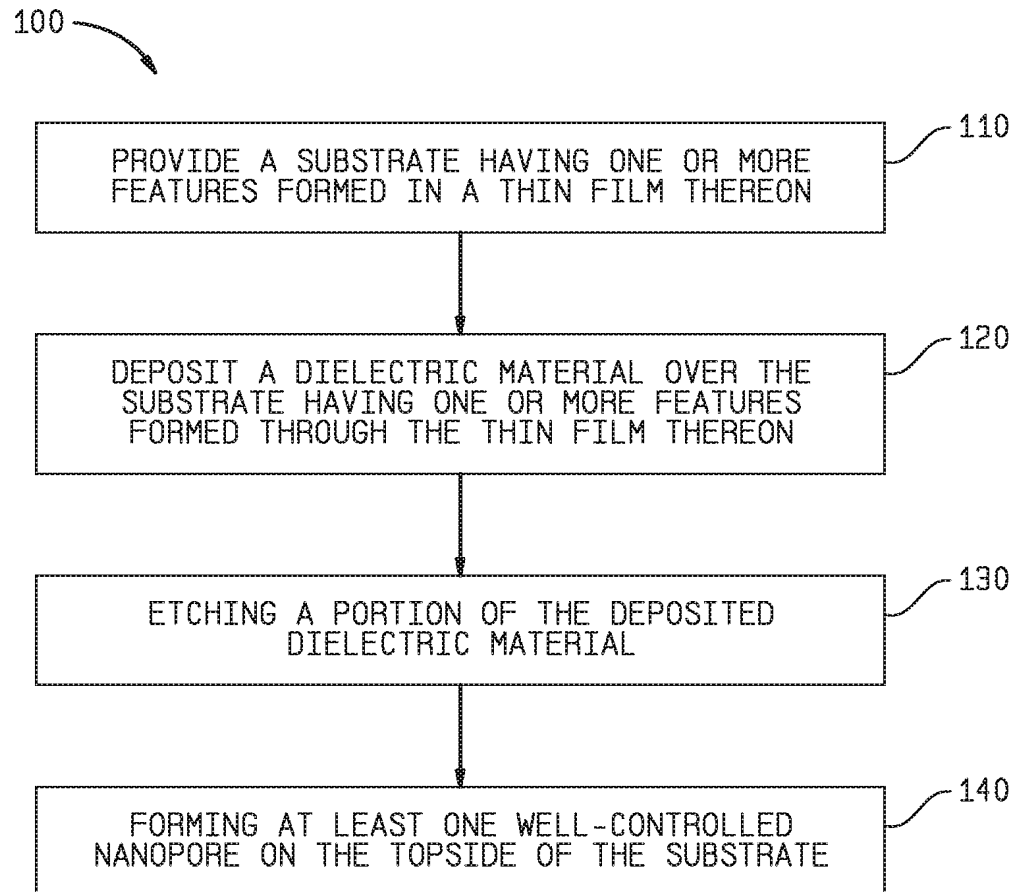 100
110
PROVIDE A SUBSTRATE HAVING ONE OR MORE
FEATURES FORMED IN A THIN FILM THEREON
120
DEPOSIT A DIELECTRIC MATERIAL OVER THE
SUBSTRATE HAVING ONE OR MORE FEATURES
FORMED THROUGH THE THIN FILM THEREON
130
ETCHING A PORTION OF THE DEPOSITED
DIELECTRIC MATERIAL
140
FORMING AT LEAST ONE WELL-CONTROLLED
NANOPORE ON THE TOPSIDE OF THE SUBSTRATE